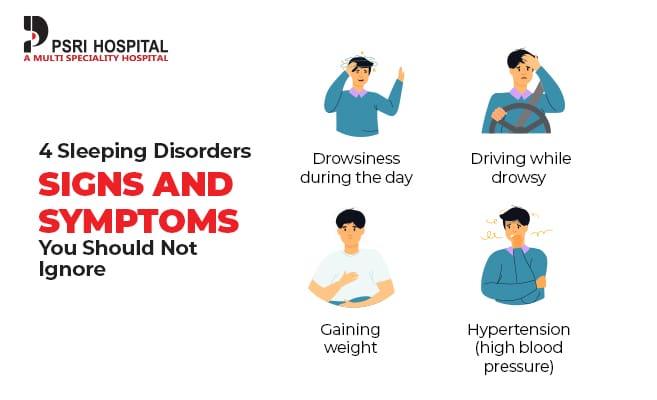 PSRI HOSPITAL
A MULTI SPECIALITY HOSPITAL
4 Sleeping Disorders
SIGNS AND
SYMPTOMS
You Should Not
Ignore
Drowsiness
during the day
Driving while
drowsy
Gaining
weight
Hypertension
(high blood
pressure)